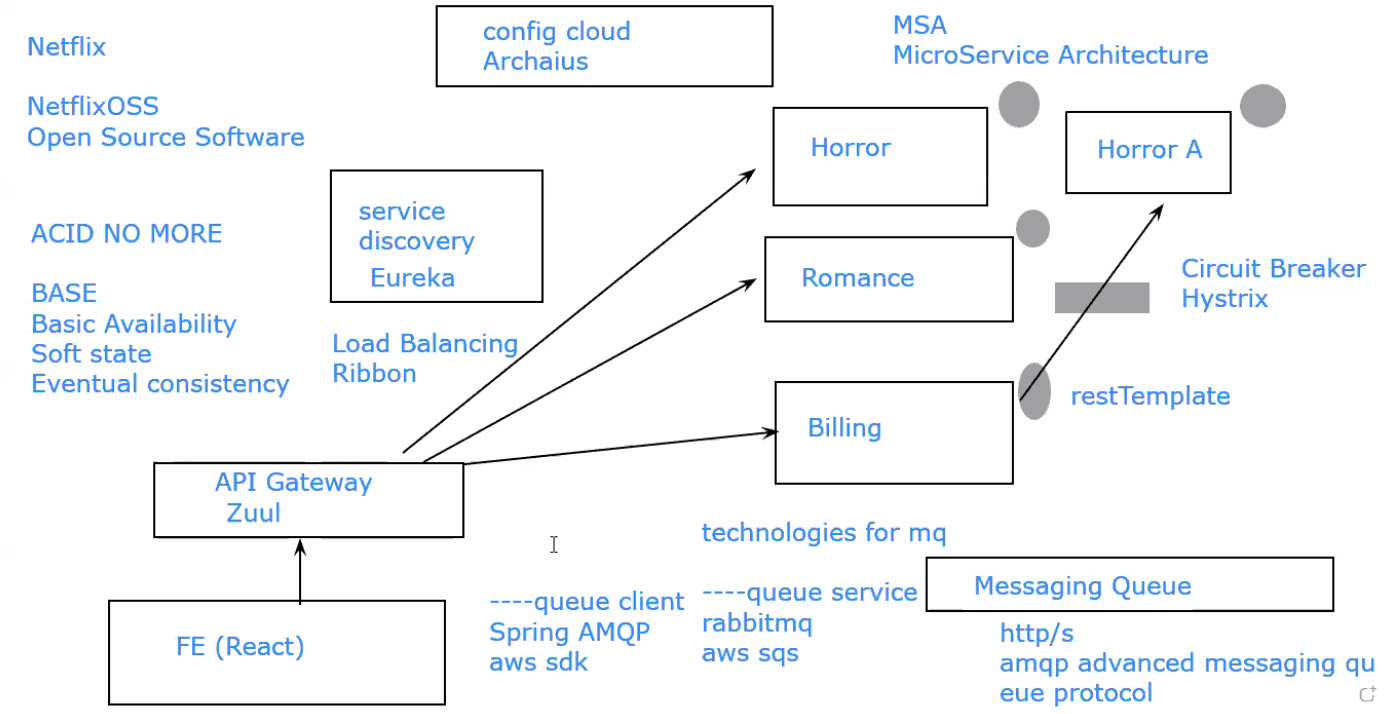 Netflix
NetflixOSS
Open Source Software
ACID NO MORE
BASE
Basic Availability
Soft state
Eventual consistency
config cloud
Archaius
MSA
MicroService Architecture
service
discovery
Eureka
Load Balancing
Ribbon
Horror
Horror A
Romance
Circuit Breaker
Hystrix
Billing
restTemplate
API Gateway
Zuul
FE (React)
technologies for mq
----queue client
Spring AMQP
aws sdk
----queue service
rabbitmq
aws sqs
Messaging Queue
http/s
amqp advanced messaging qu
eue protocol